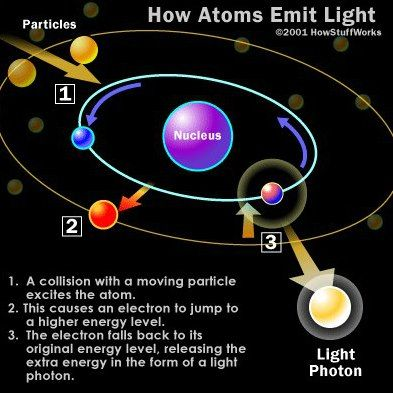 How Atoms Emit Light
©2001 HowStuffWorks
Particles
1
Nucleus
2
3
1. A collision with a moving particle
excites the atom.
2. This causes an electron to jump to
a higher energy level.
3. The electron falls back to its
original energy level, releasing the
extra energy in the form of a light
photon.
Light
Photon